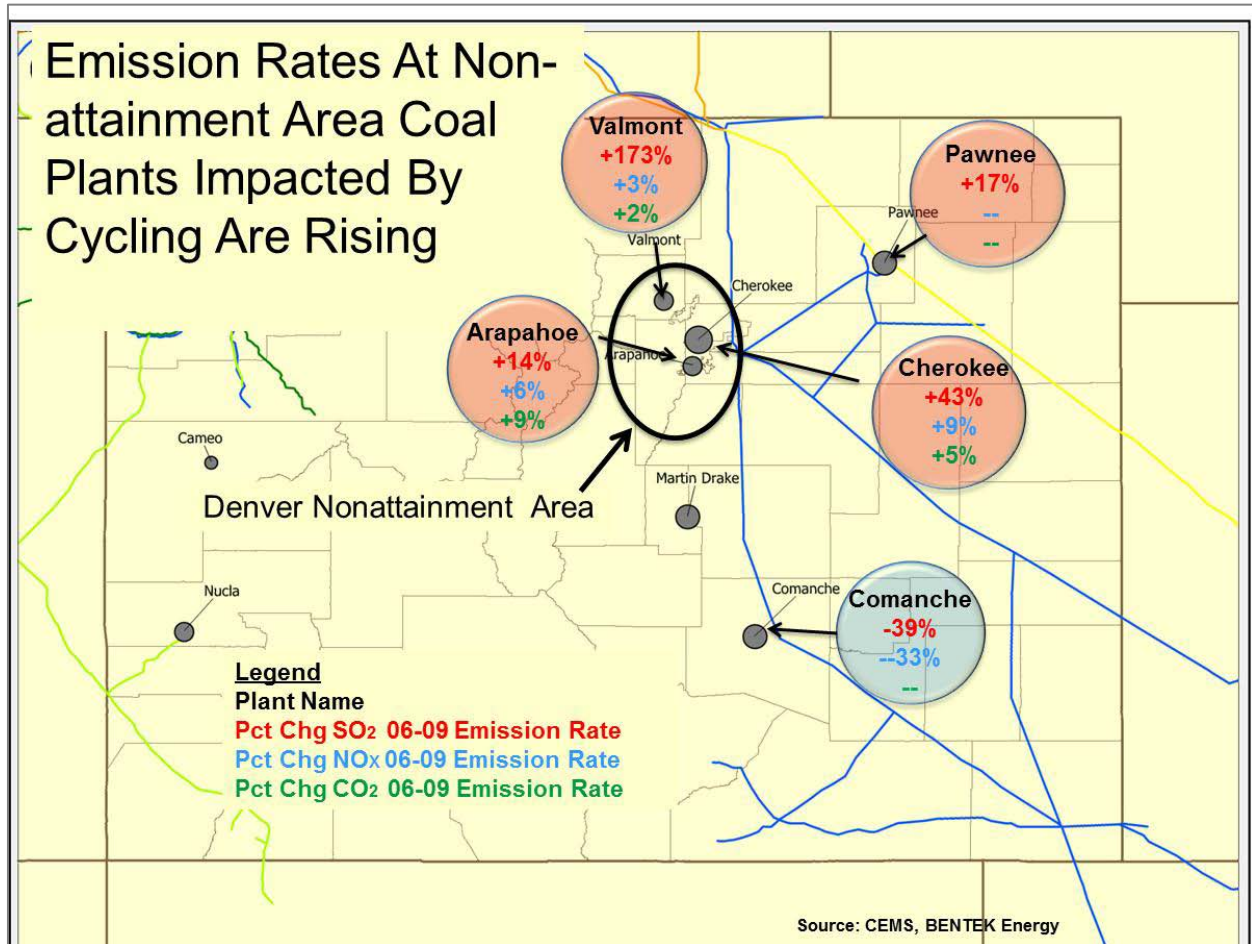 Emission Rates At Non-
attainment Area Coal
Plants Impacted By
Cycling Are Rising
Valmont
+173%
+3%
+2%
Valmont
Pawnee
+17%
--
--
Pawnee
Cherokee
Arapahoe
+14%
+6%
+9%
Arapahoe
Cherokee
+43%
+9%
+5%
Cameo
Denver Nonattainment Area
Martin Drake
Nucla
Comanche
Comanche
-39%
--33%
--
Legend
Plant Name
Pct Chg SO2 06-09 Emission Rate
Pct Chg NOX 06-09 Emission Rate
Pct Chg CO2 06-09 Emission Rate
Source: CEMS, BENTEK Energy